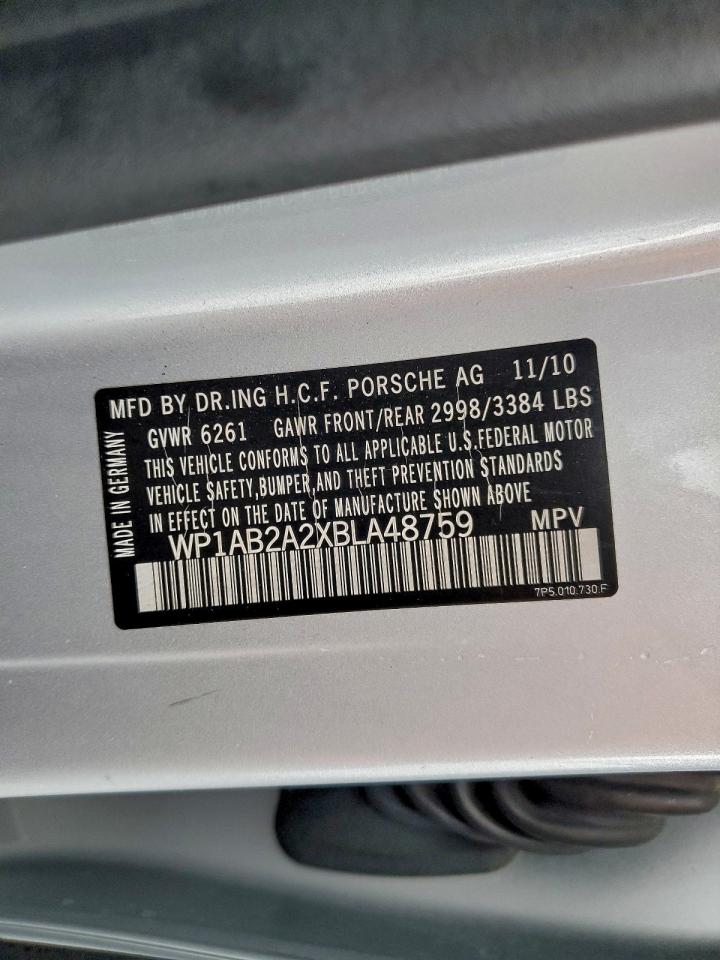 MFD BY DR.ING H.C.F. PORSCHE AG 11/10
GVWR 6261 GAWR FRONT/REAR 2998/3384 LBS
THIS VEHICLE CONFORMS TO ALL APPLICABLE U.S.FEDERAL MOTOR
VEHICLE SAFETY,BUMPER,AND THEFT PREVENTION STANDARDS
IN EFFECT ON THE DATE OF MANUFACTURE SHOWN ABOVE
WP1AB2A2XBLA48759 MPV
7P5.010.730.F
MADE IN GERMANY